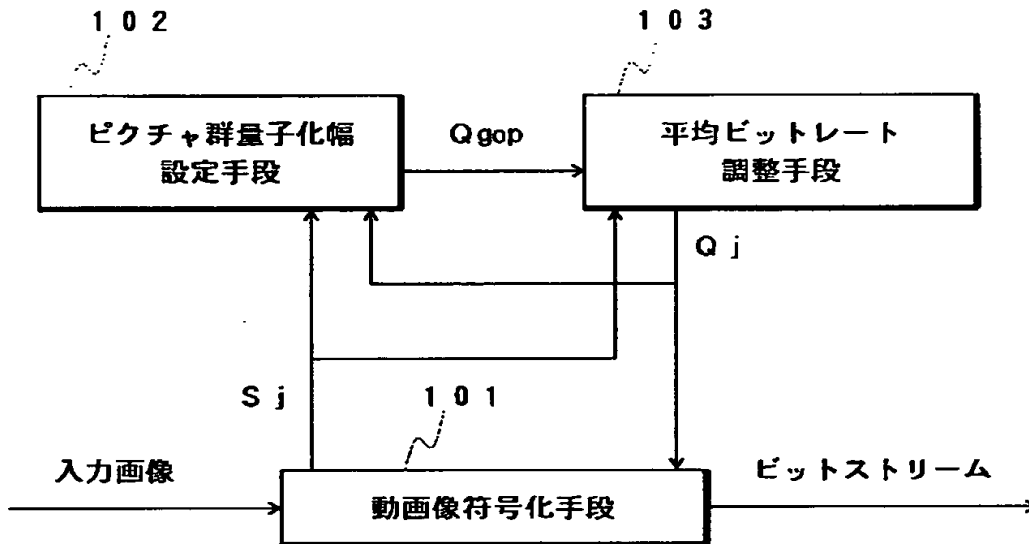 102
103
ピクチャ群量子化幅
設定手段
Qgop
平均ビットレート
調整手段
Qj
Sj
101
入力画像
動画像符号化手段
ビットストリーム